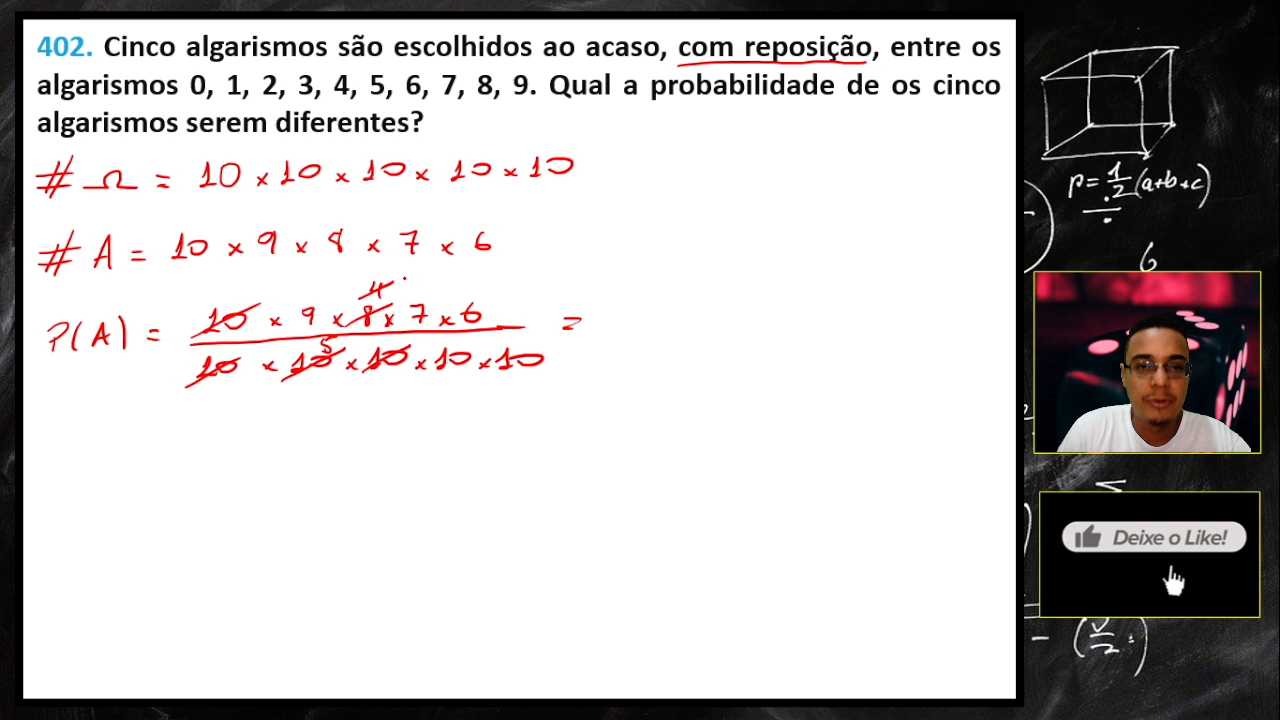 402. Cinco algarismos são escolhidos ao acaso, com reposição, entre os
algarismos 0, 1, 2, 3, 4, 5, 6, 7, 8, 9. Qual a probabilidade de os cinco
algarismos serem diferentes?
# Ω = 10 × 10 × 10 × 10 × 10
# A = 10 × 9 × 8 × 7 × 6
4
P(A) = 10 × 9 × 8 × 7 × 6 =
5
10 × 10 × 10 × 10 × 10
P = 1/2 (a+b+c)
6
Deixe o Like!